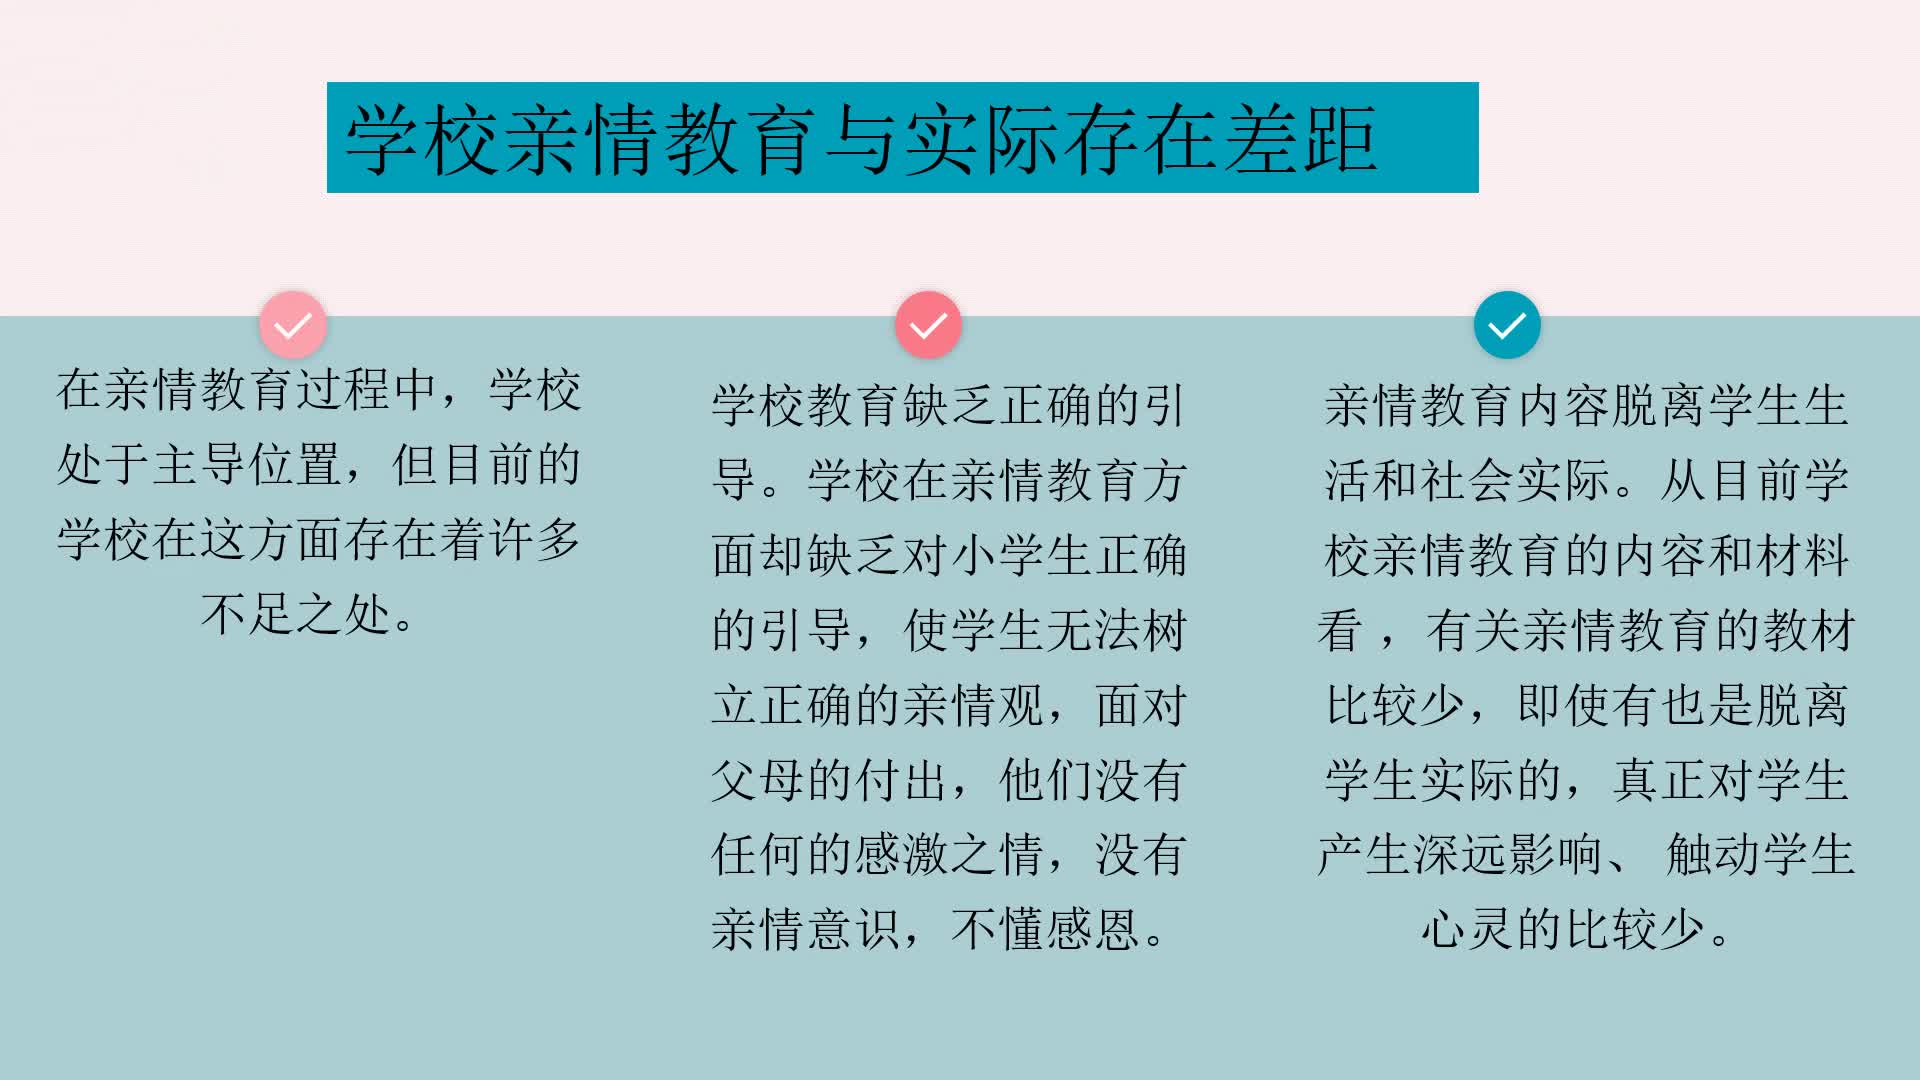 学校亲情教育与实际存在差距
在亲情教育过程中，学校
处于主导位置，但目前的
学校在这方面存在着许多
不足之处。
学校教育缺乏正确的引
导。学校在亲情教育方
面却缺乏对小学生正确
的引导，使学生无法树
立正确的亲情观，面对
父母的付出，他们没有
任何的感激之情，没有
亲情意识，不懂感恩。
亲情教育内容脱离学生生
活和社会实际。从目前学
校亲情教育的内容和材料
看 ，有关亲情教育的教材
比较少，即使有也是脱离
学生实际的，真正对学生
产生深远影响、 触动学生
心灵的比较少。